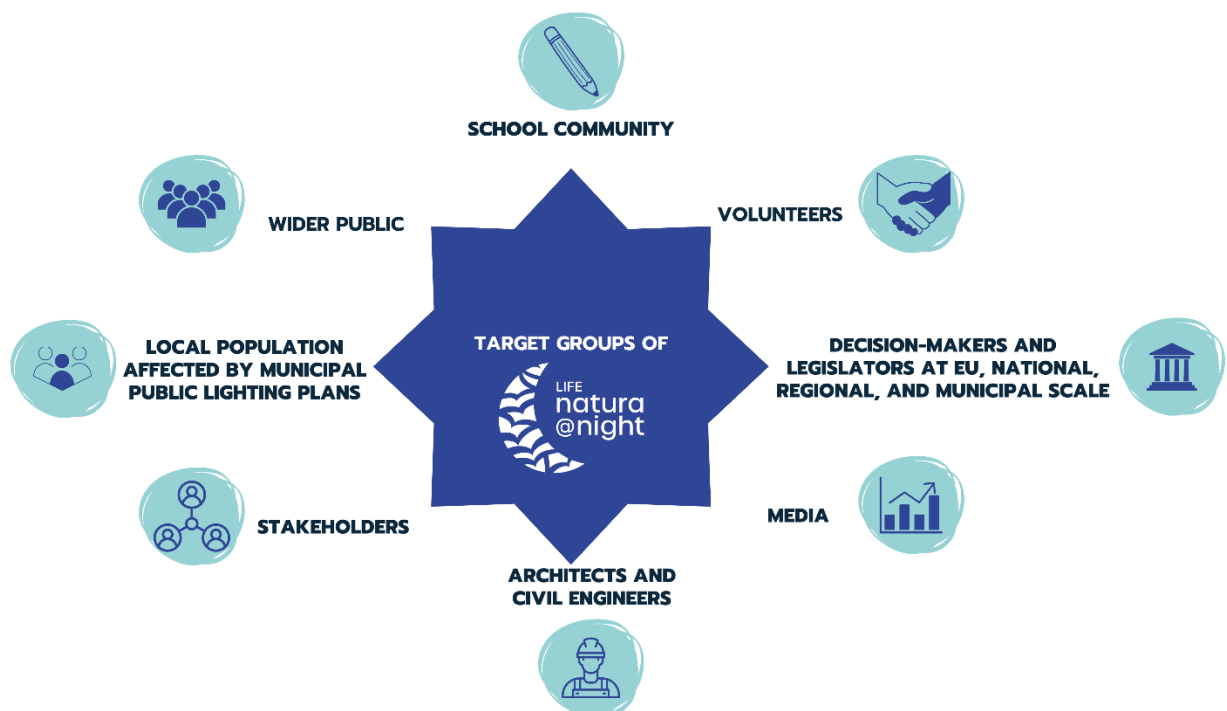 SCHOOL COMMUNITY
WIDER PUBLIC
VOLUNTEERS
TARGET GROUPS OF
LIFE
natura
@night
LOCAL POPULATION
AFFECTED BY MUNICIPAL
PUBLIC LIGHTING PLANS
DECISION-MAKERS AND
LEGISLATORS AT EU, NATIONAL,
REGIONAL, AND MUNICIPAL SCALE
STAKEHOLDERS
MEDIA
ARCHITECTS AND
CIVIL ENGINEERS